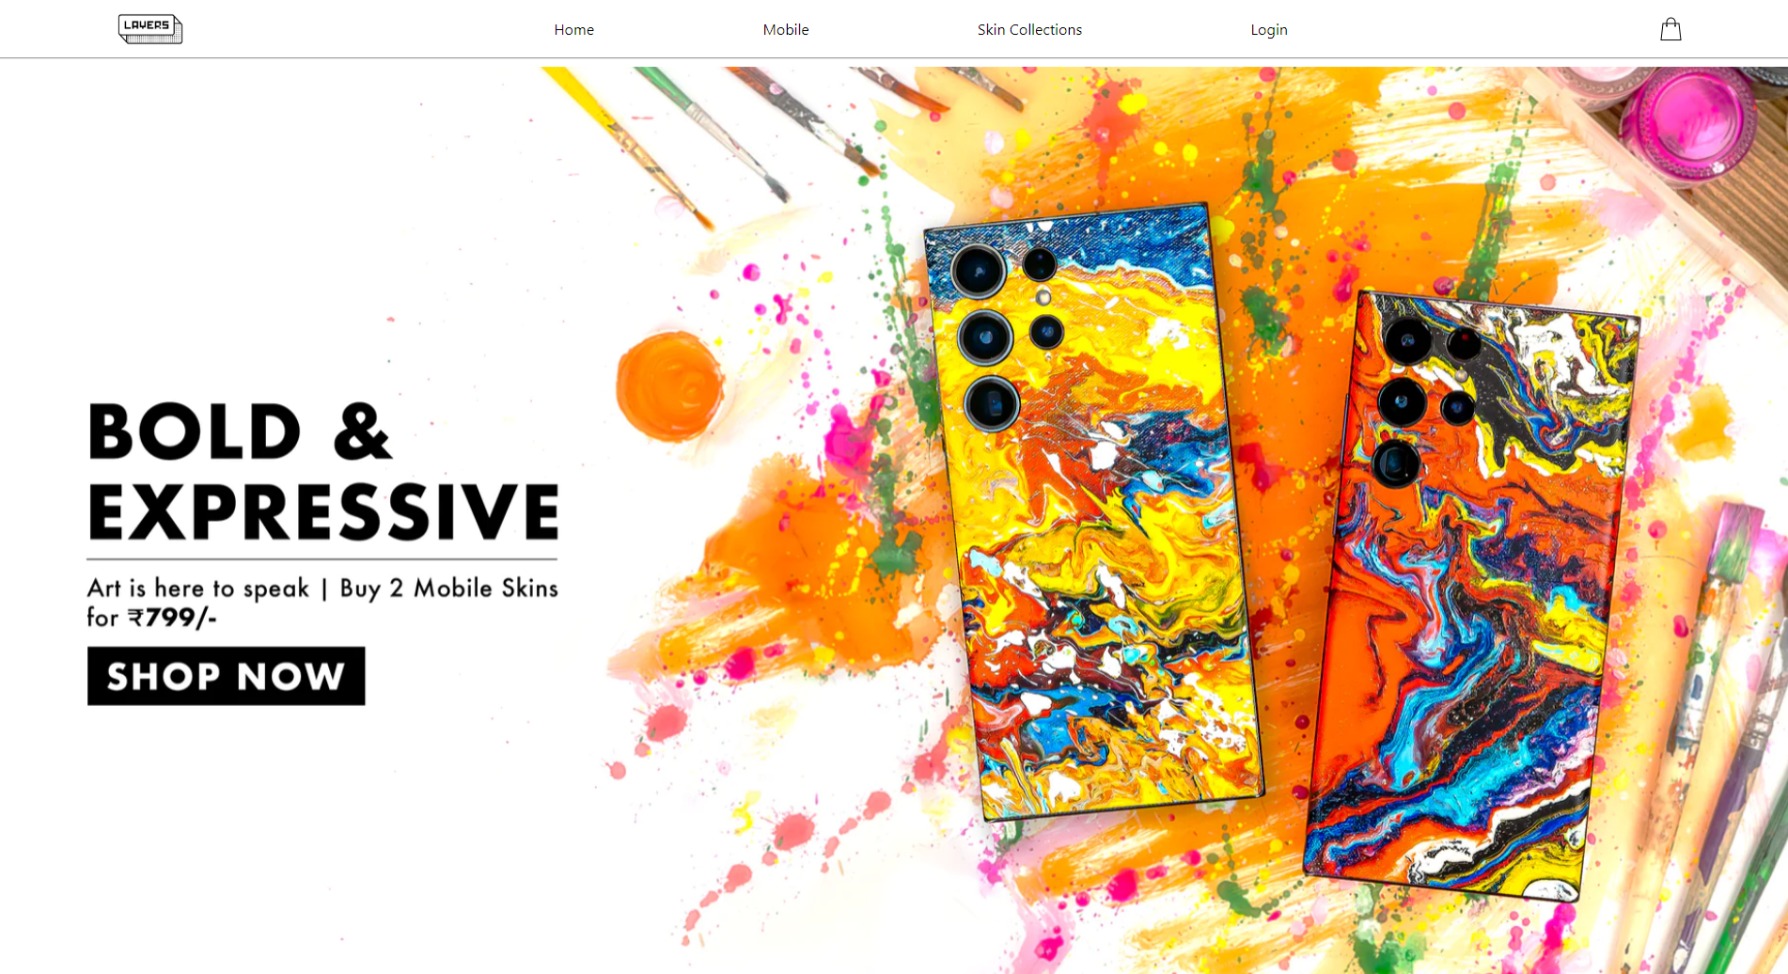 LAYERS
Home
Mobile
Skin Collections
Login
BOLD &
EXPRESSIVE
Art is here to speak | Buy 2 Mobile Skins
for ₹799/-
SHOP NOW